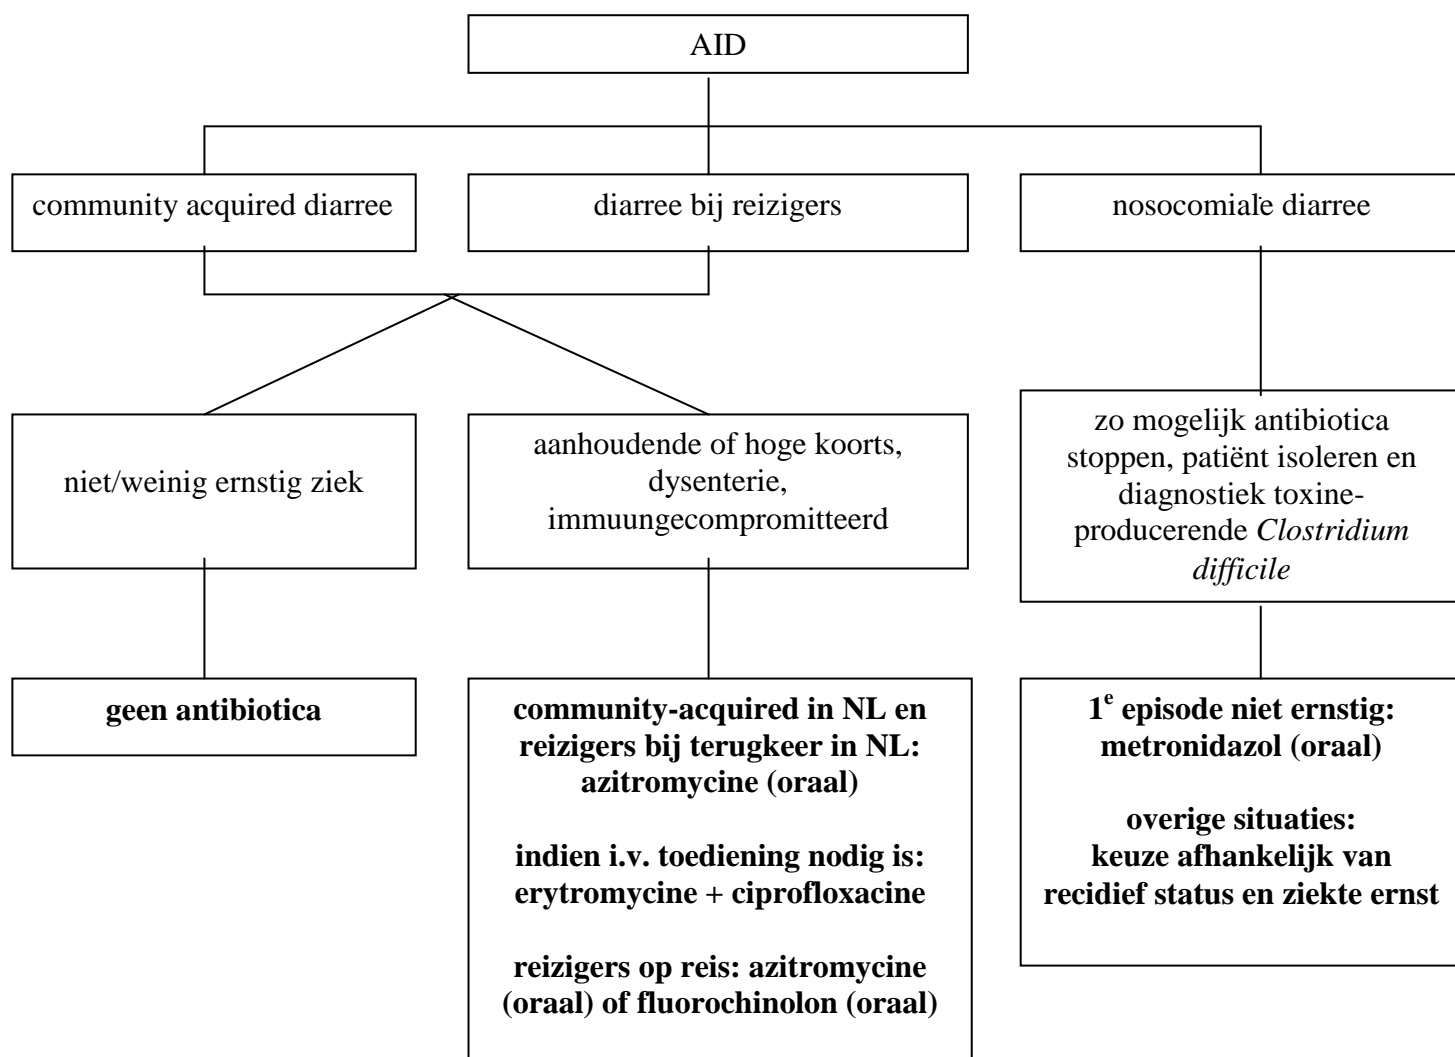 AID
community acquired diarree
diarree bij reizigers
nosocomiale diarree
niet/weinig ernstig ziek
aanhoudende of hoge koorts,
dysenterie,
immuungecompromitteerd
zo mogelijk antibiotica
stoppen, patiënt isoleren en
diagnostiek toxine-
producerende Clostridium
difficile
geen antibiotica
community-acquired in NL en
reizigers bij terugkeer in NL:
azitromycine (oraal)
indien i.v. toediening nodig is:
erytromycine + ciprofloxacine
reizigers op reis: azitromycine
(oraal) of fluorochinolon (oraal)
1e episode niet ernstig:
metronidazol (oraal)
overige situaties:
keuze afhankelijk van
recidief status en ziekte ernst